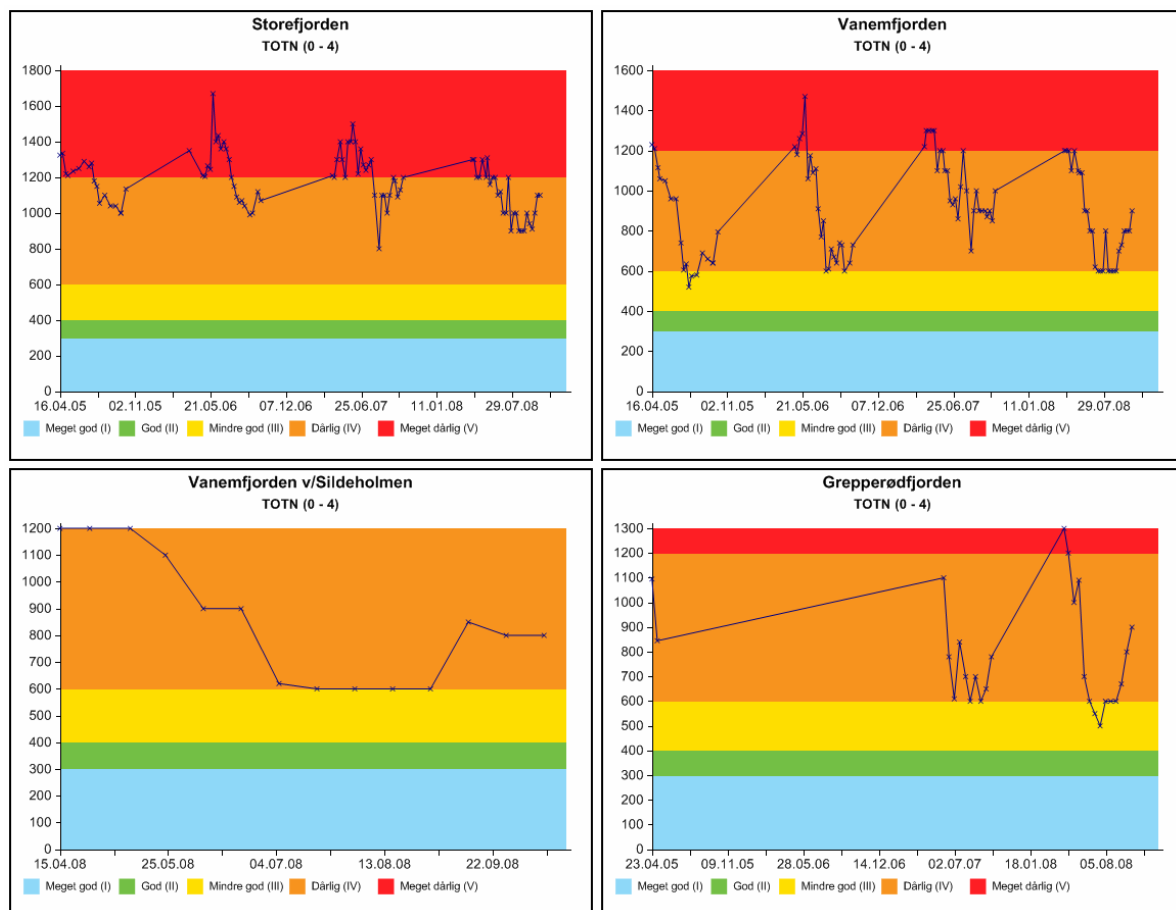 Storefjorden
TOTN (0 - 4)
1800
1600
1400
1200
1000
800
600
400
200
0
16.04.05 02.11.05 21.05.06 07.12.06 25.06.07 11.01.08 29.07.08
Meget god (I) God (II) Mindre god (III) Dårlig (IV) Meget dårlig (V)
Vanemfjorden
TOTN (0 - 4)
1600
1400
1200
1000
800
600
400
200
0
16.04.05 02.11.05 21.05.06 07.12.06 25.06.07 11.01.08 29.07.08
Meget god (I) God (II) Mindre god (III) Dårlig (IV) Meget dårlig (V)
Vanemfjorden v/Sildeholmen
TOTN (0 - 4)
1200
1100
1000
900
800
700
600
500
400
300
200
100
0
15.04.08 25.05.08 04.07.08 13.08.08 22.09.08
Meget god (I) God (II) Mindre god (III) Dårlig (IV) Meget dårlig (V)
Grepperødfjorden
TOTN (0 - 4)
1300
1200
1100
1000
900
800
700
600
500
400
300
200
100
0
23.04.05 09.11.05 28.05.06 14.12.06 02.07.07 18.01.08 05.08.08
Meget god (I) God (II) Mindre god (III) Dårlig (IV) Meget dårlig (V)